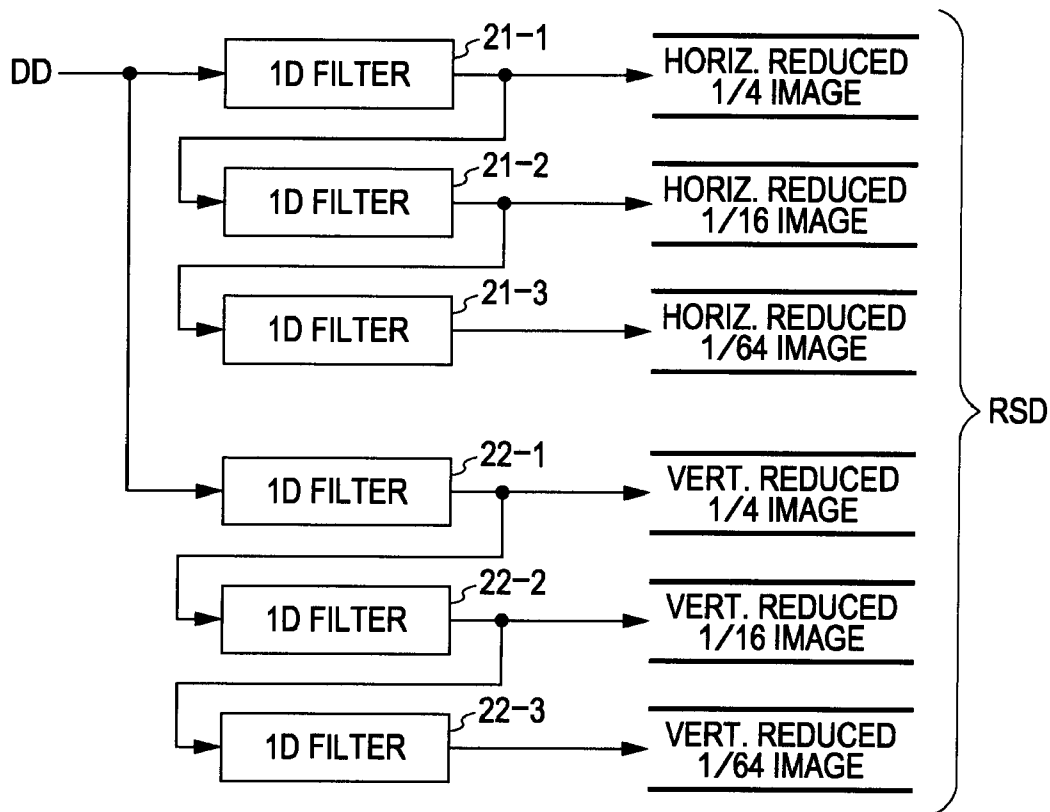 DD
1D FILTER
21-1
HORIZ. REDUCED
1/4 IMAGE
1D FILTER
21-2
HORIZ. REDUCED
1/16 IMAGE
1D FILTER
21-3
HORIZ. REDUCED
1/64 IMAGE
RSD
1D FILTER
22-1
VERT. REDUCED
1/4 IMAGE
1D FILTER
22-2
VERT. REDUCED
1/16 IMAGE
1D FILTER
22-3
VERT. REDUCED
1/64 IMAGE